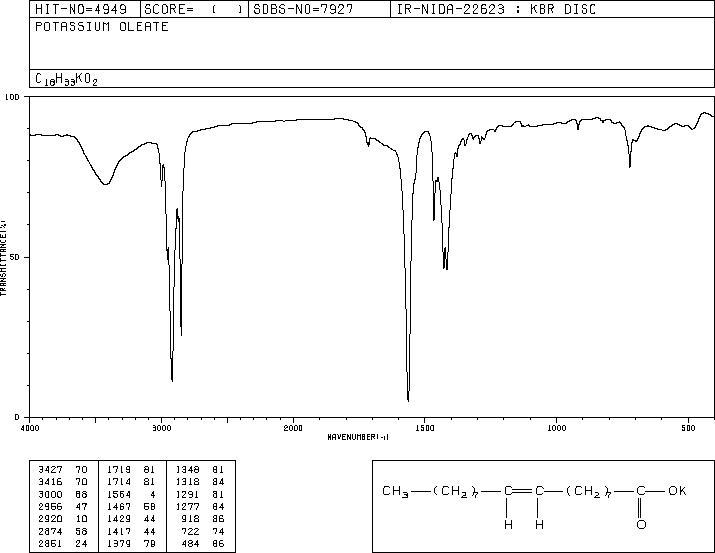 HIT-NO=4949 SCORE= ( ) SDBS-NO=7927 IR-NIDA-22623 : KBR DISC
POTASSIUM OLEATE
C18H33KO2
100
50
0
TRANSMITTANCE(%)
4000 3000 2000 1500 1000 500
WAVENUMBER(-1)
3427 70 1719 81 1348 81
3416 70 1714 81 1318 84
3000 68 1564 4 1291 81
2956 47 1467 58 1277 84
2920 10 1429 44 918 86
2874 58 1417 44 722 74
2851 24 1379 79 484 86
CH3—(CH2)7—C=C—(CH2)7—C—OK
H H O